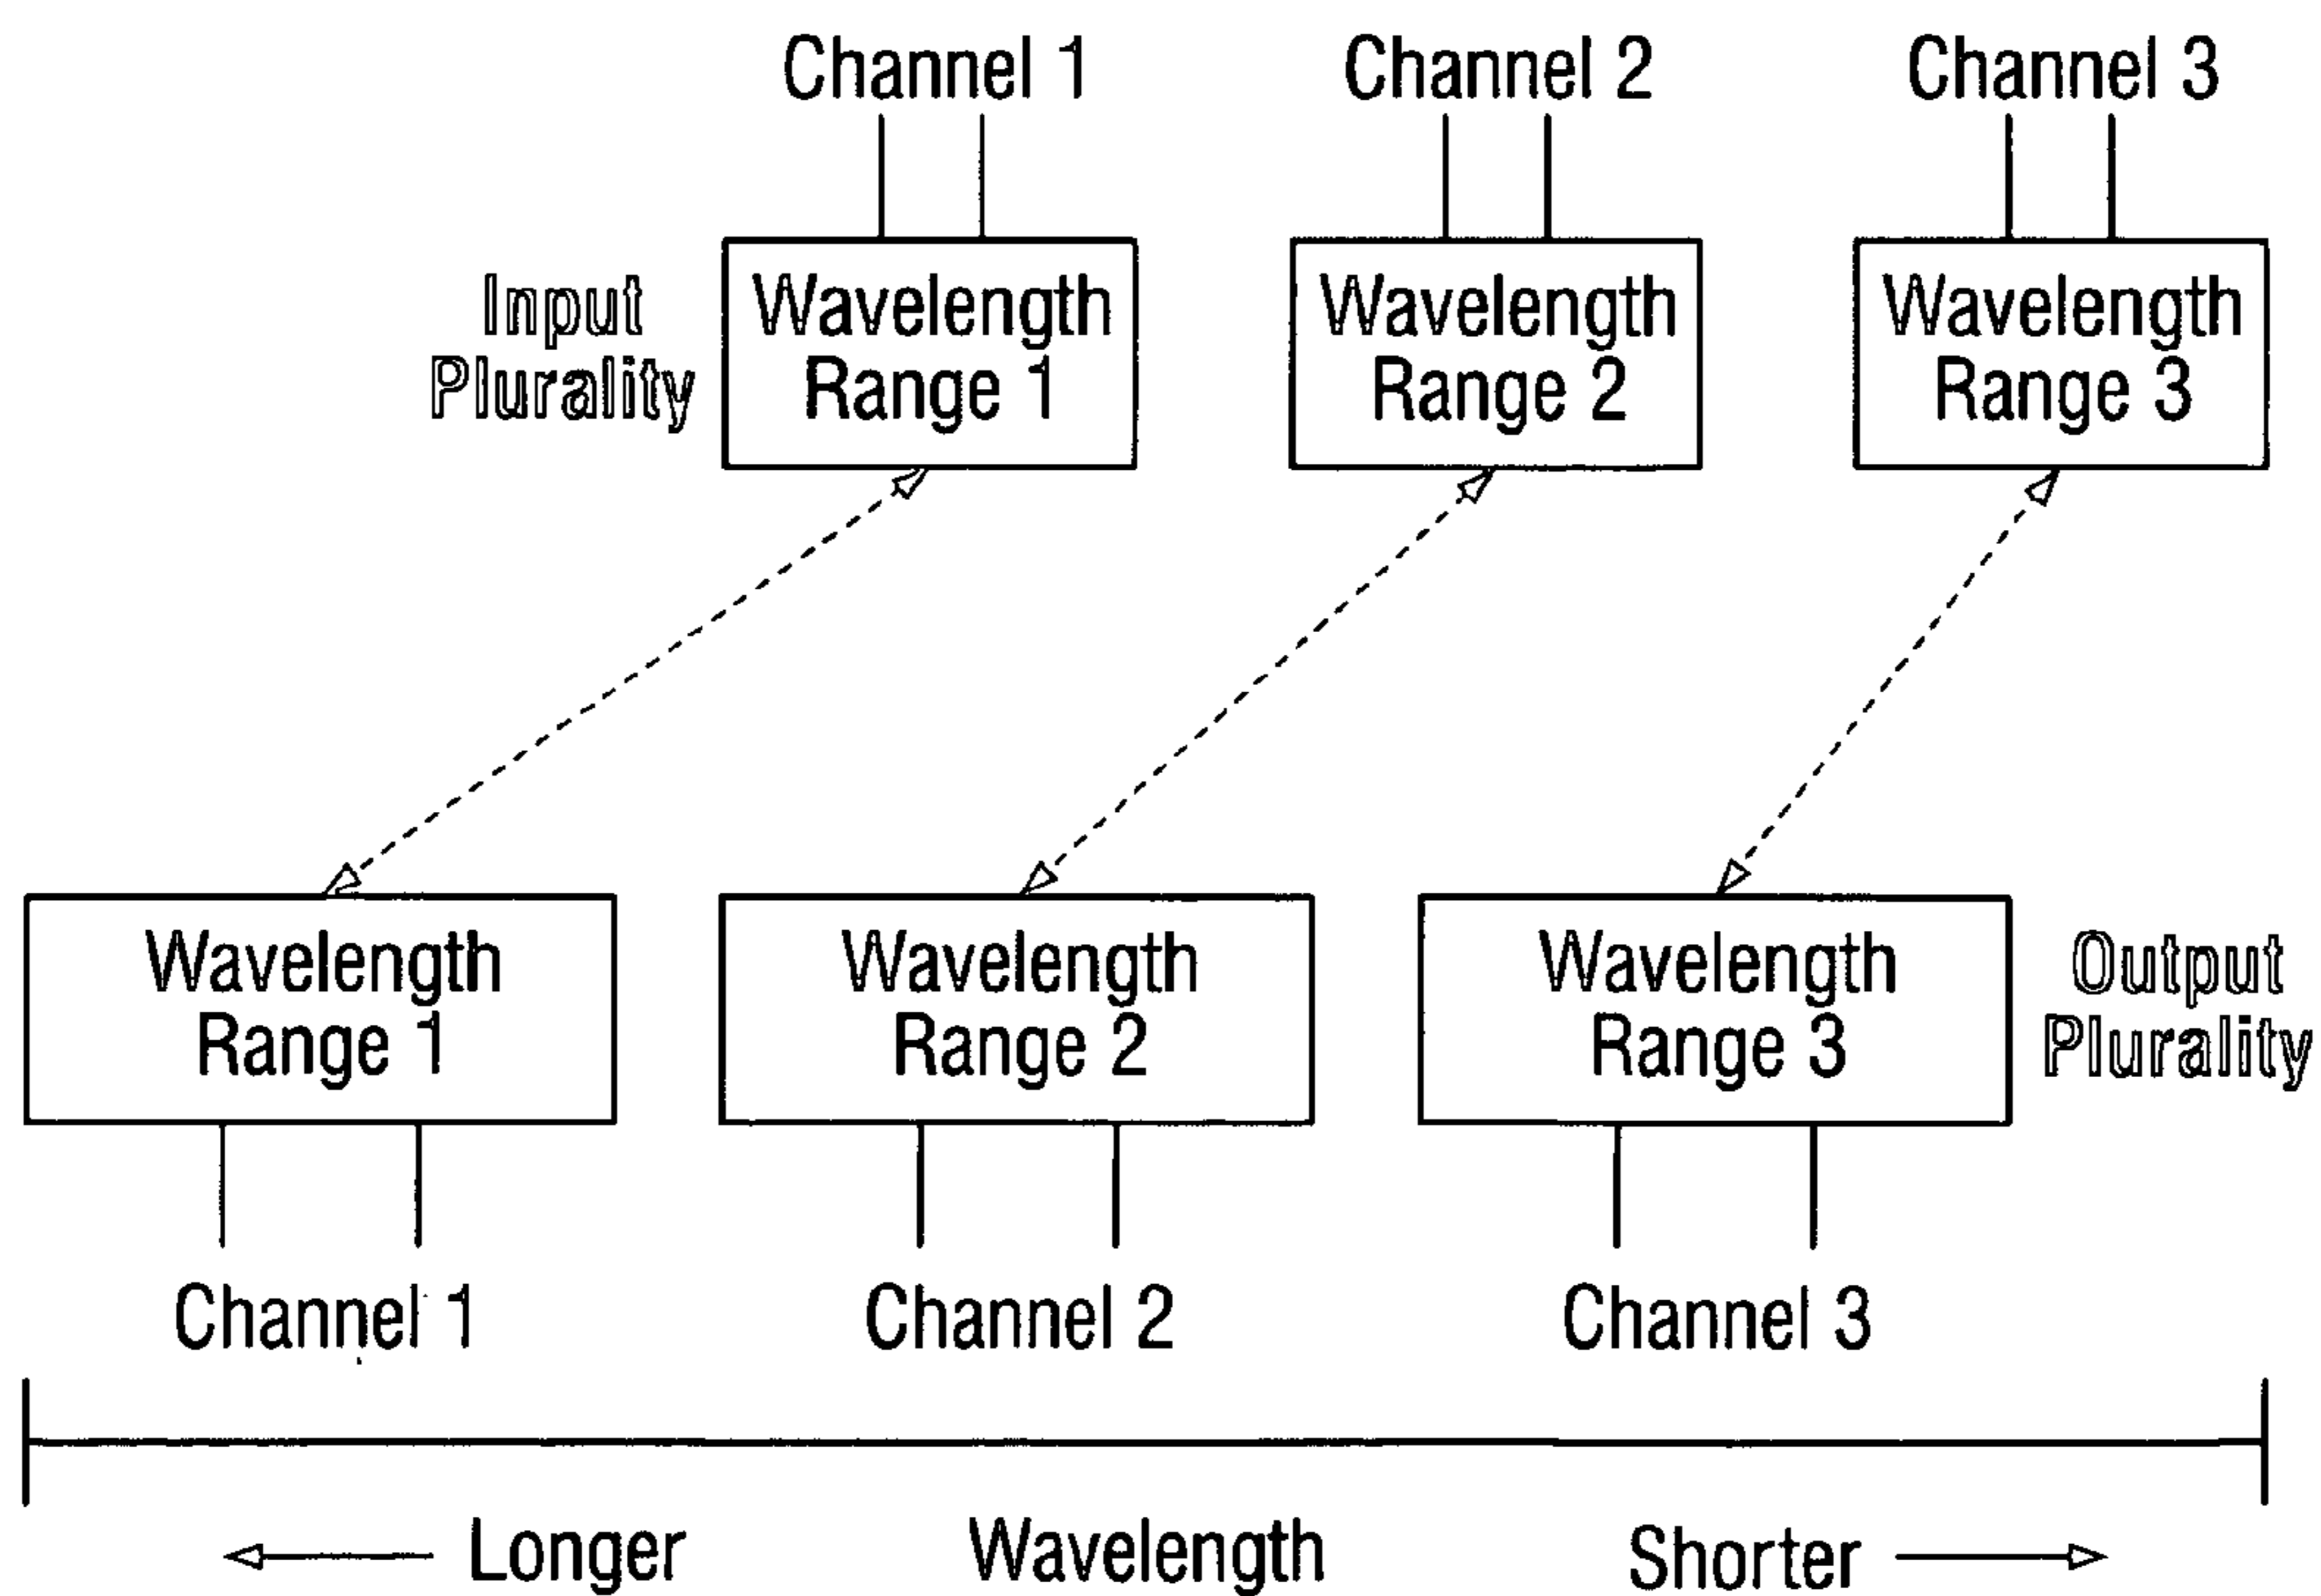 Channel 1 Channel 2 Channel 3
Input Plurality
Wavelength Range 1
Wavelength Range 2
Wavelength Range 3
Wavelength Range 1
Wavelength Range 2
Wavelength Range 3
Output Plurality
Channel 1 Channel 2 Channel 3
Longer Wavelength Shorter